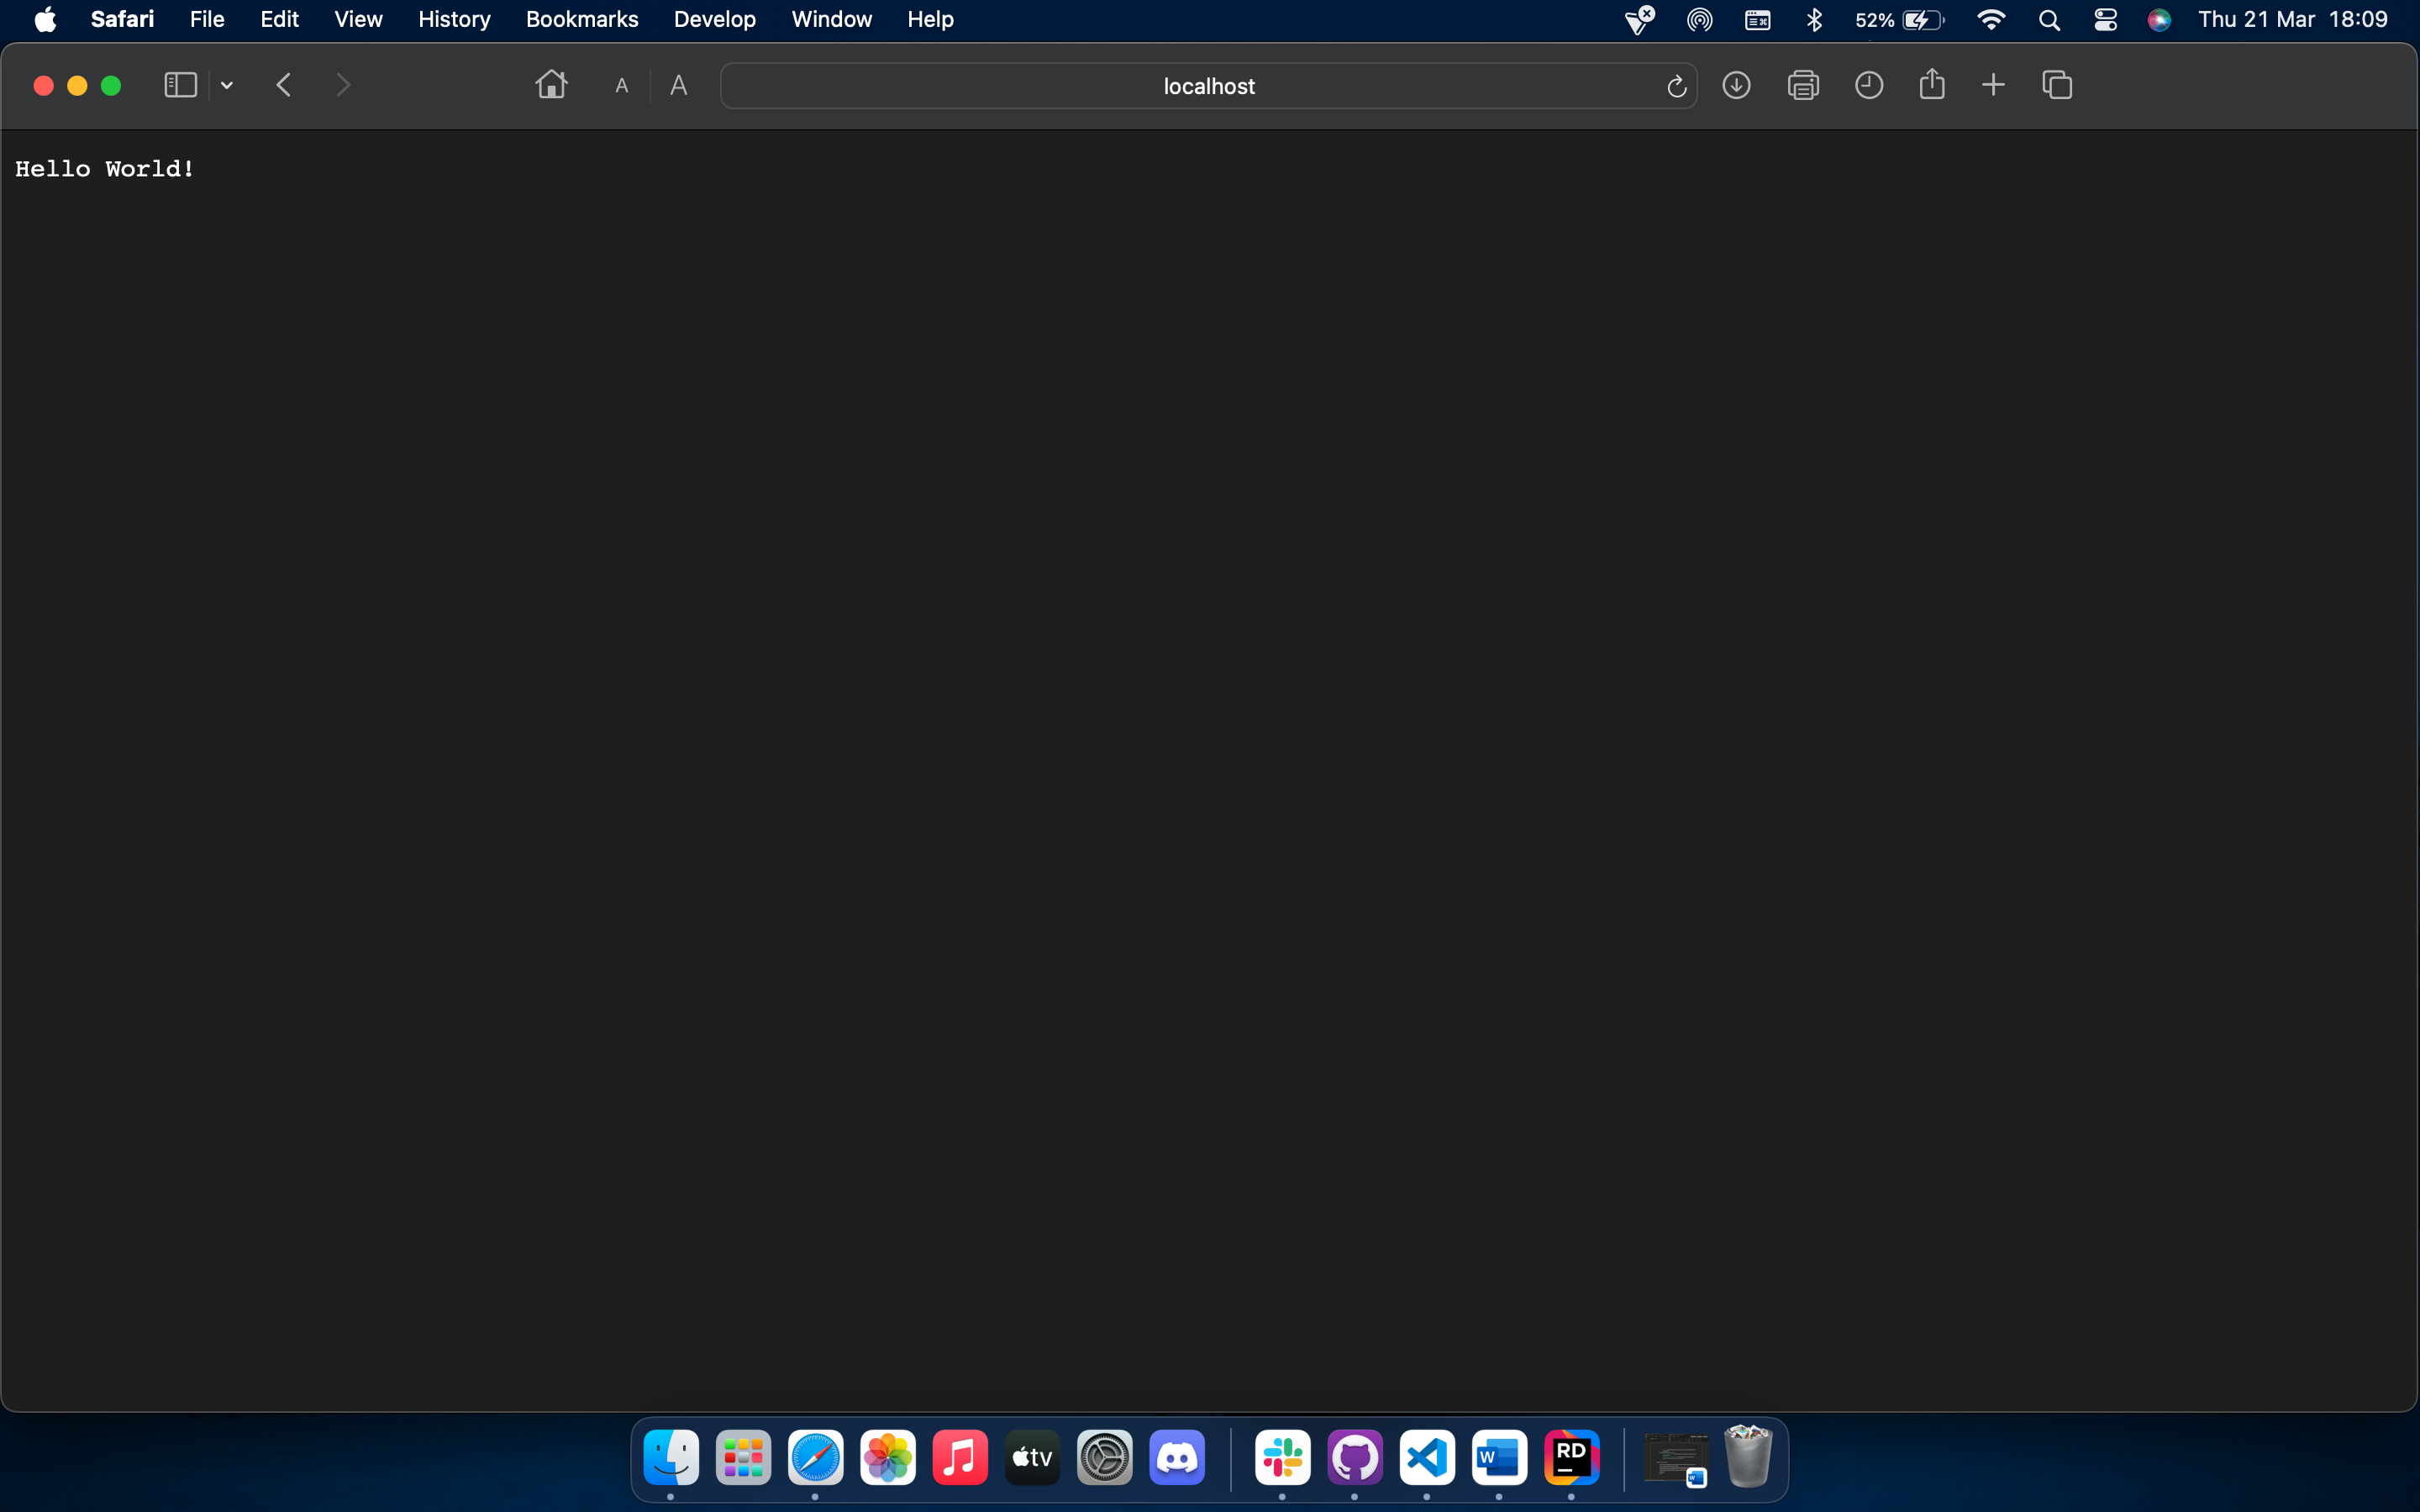 Safari File Edit View History Bookmarks Develop Window Help 52% Thu 21 Mar 18:09
A A localhost
Hello World!
tv W RD W